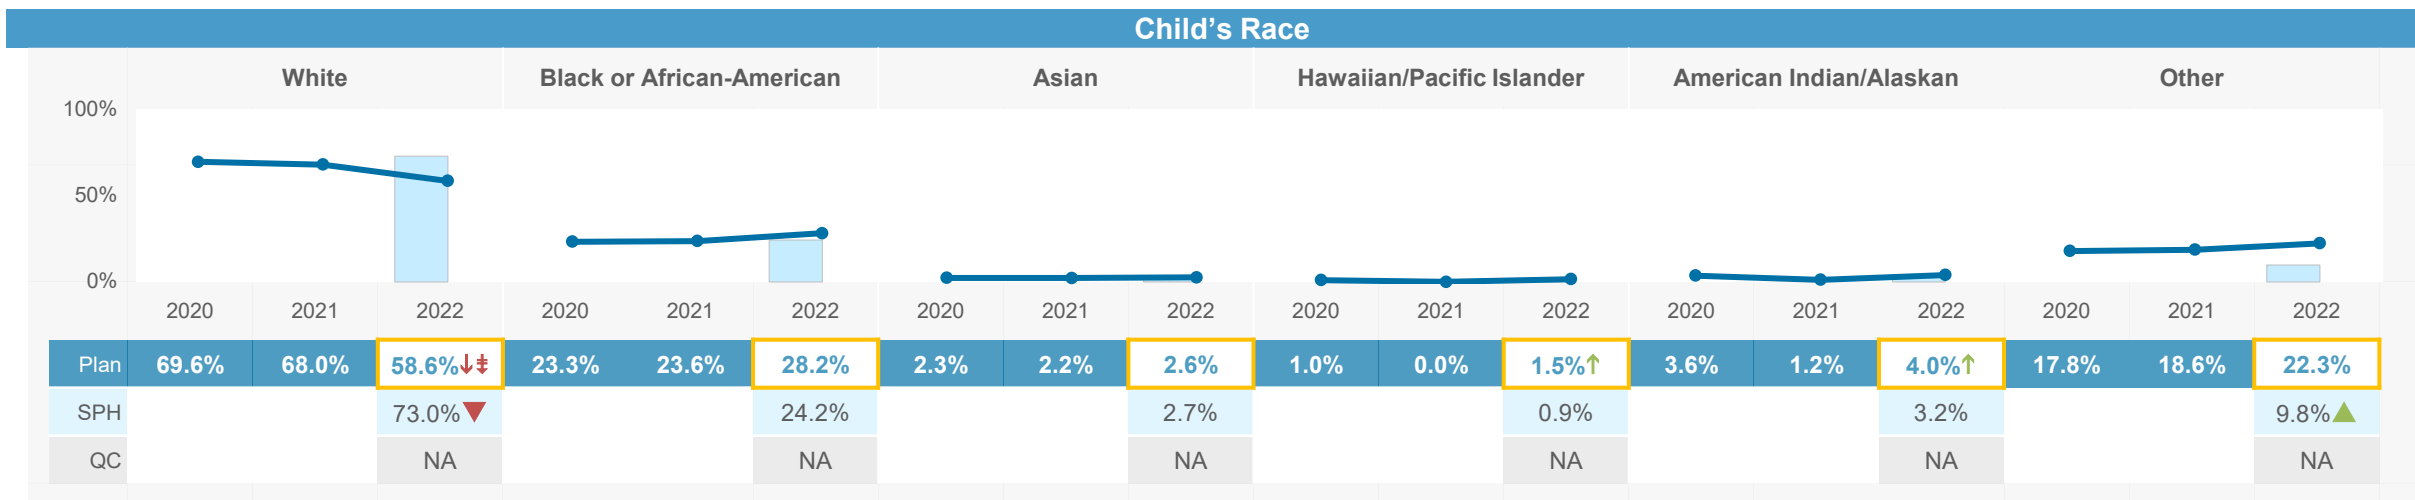 Child’s Race
White Black or African-American Asian Hawaiian/Pacific Islander American Indian/Alaskan Other
100%
50%
0%
2020 2021 2022 2020 2021 2022 2020 2021 2022 2020 2021 2022 2020 2021 2022 2020 2021 2022
Plan 69.6% 68.0% 58.6%↓⇟ 23.3% 23.6% 28.2% 2.3% 2.2% 2.6% 1.0% 0.0% 1.5%↑ 3.6% 1.2% 4.0%↑ 17.8% 18.6% 22.3%
SPH 73.0%▼ 24.2% 2.7% 0.9% 3.2% 9.8%▲
QC NA NA NA NA NA NA